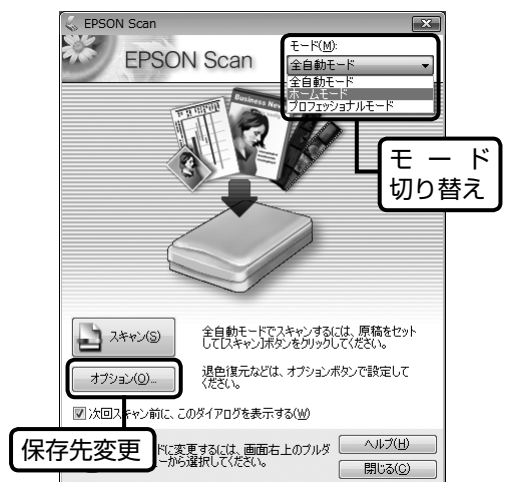 EPSON Scan
EPSON Scan
モード(M):
全自動モード
全自動モード
ホームモード
プロフェッショナルモード
Business Ne
モード
切り替え
スキャン(S)
全自動モードでスキャンするには、原稿をセット
して[スキャン]ボタンをクリックしてください。
オプション(O)...
退色復元などは、オプションボタンで設定して
ください。
次回スキャン前に、このダイアログを表示する(W)
保存先変更
ドに変更するには、画面右上のプルダ
ーから選択してください。
ヘルプ(H)
閉じる(C)